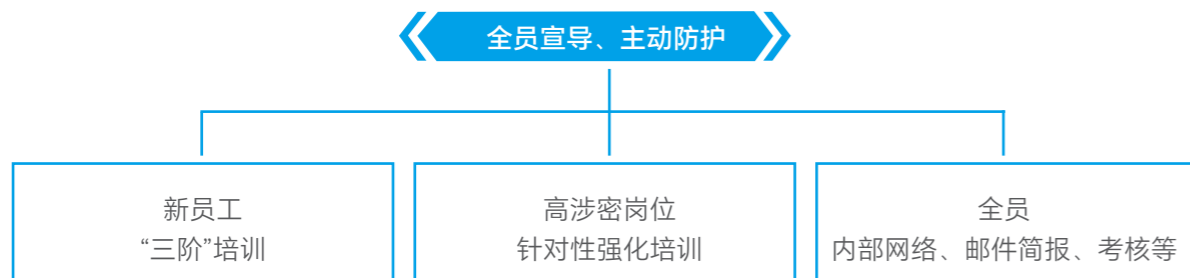 全员宣导、主动防护
新员工
“三阶”培训
高涉密岗位
针对性强化培训
全员
内部网络、邮件简报、考核等